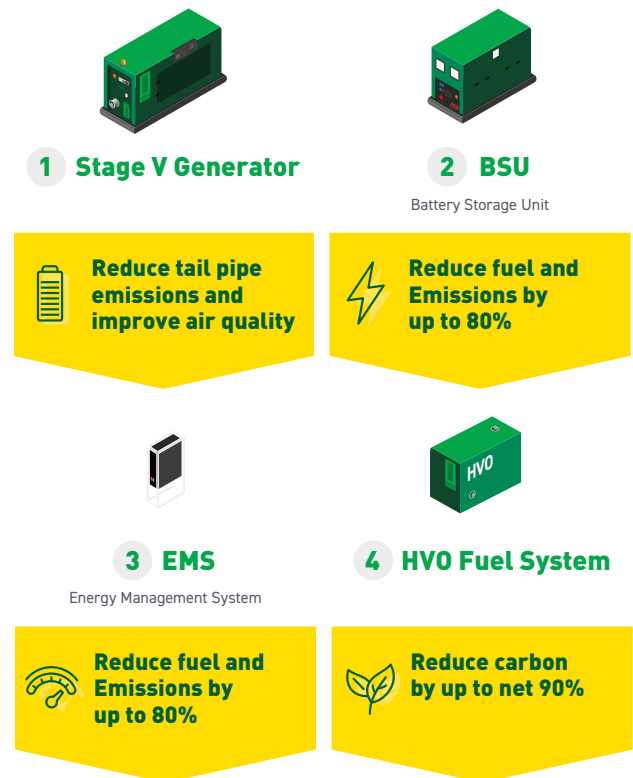 1 Stage V Generator
2 BSU
Battery Storage Unit
Reduce tail pipe
emissions and
improve air quality
Reduce fuel and
Emissions by
up to 80%
HVO
3 EMS
Energy Management System
4 HVO Fuel System
Reduce fuel and
Emissions by
up to 80%
Reduce carbon
by up to net 90%